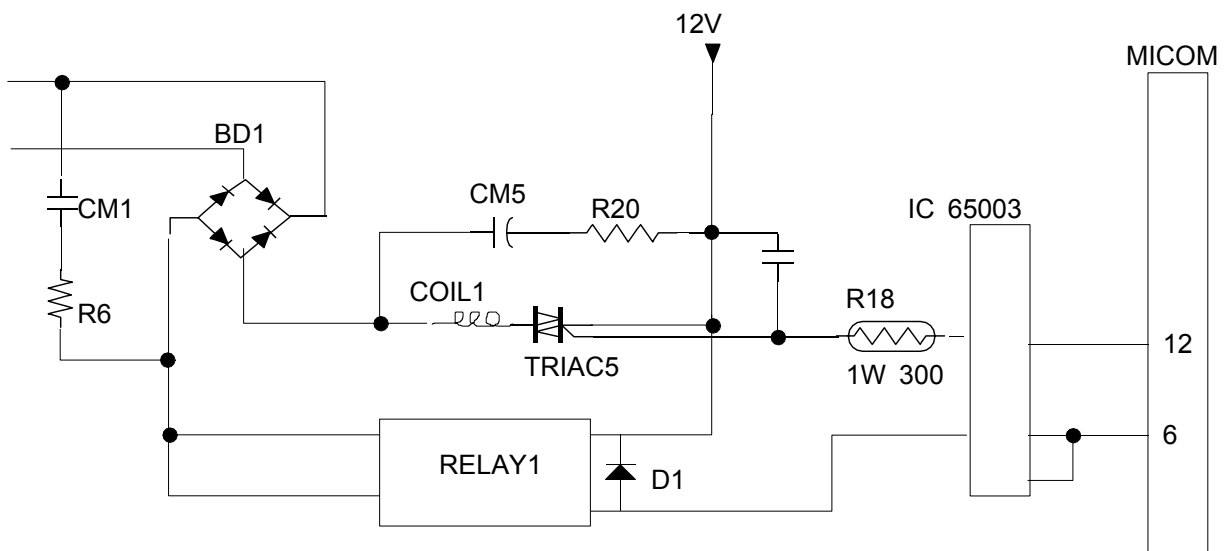 12V
MICOM
BD1
CM1
CM5
R20
IC 65003
R6
COIL1
R18
TRIAC5
1W 300
12
RELAY1
D1
6